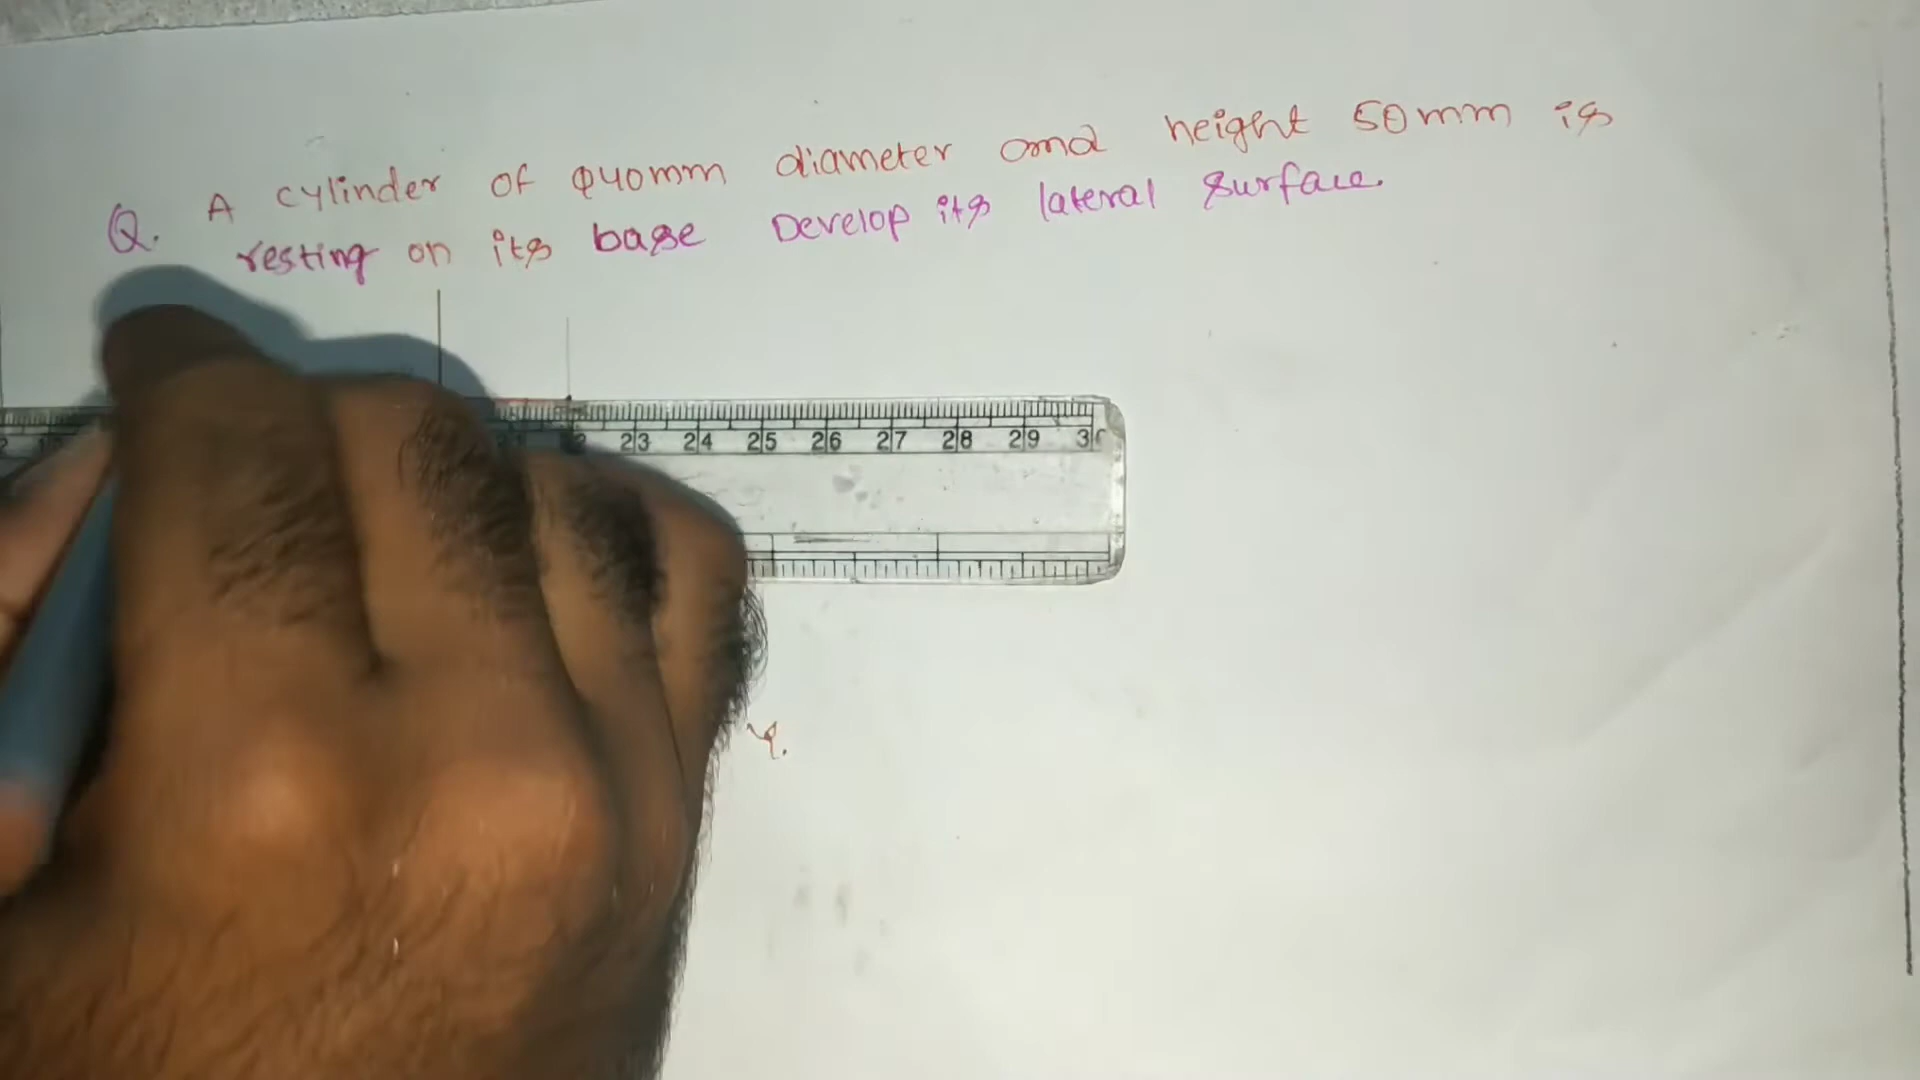 Q. A cylinder of φ40mm diameter and height 50mm is
resting on its base Develop its lateral surface.
23 24 25 26 27 28 29 30
Y.